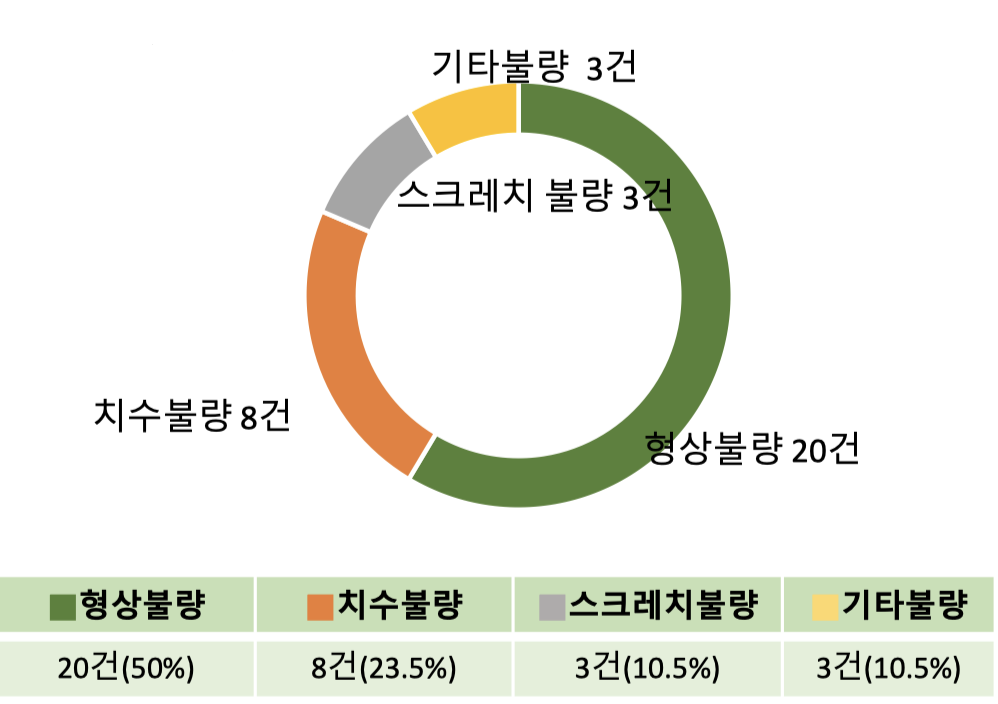 기타불량 3건
스크레치 불량 3건
치수불량 8건
형상불량 20건
형상불량 치수불량 스크레치불량 기타불량
20건(50%) 8건(23.5%) 3건(10.5%) 3건(10.5%)